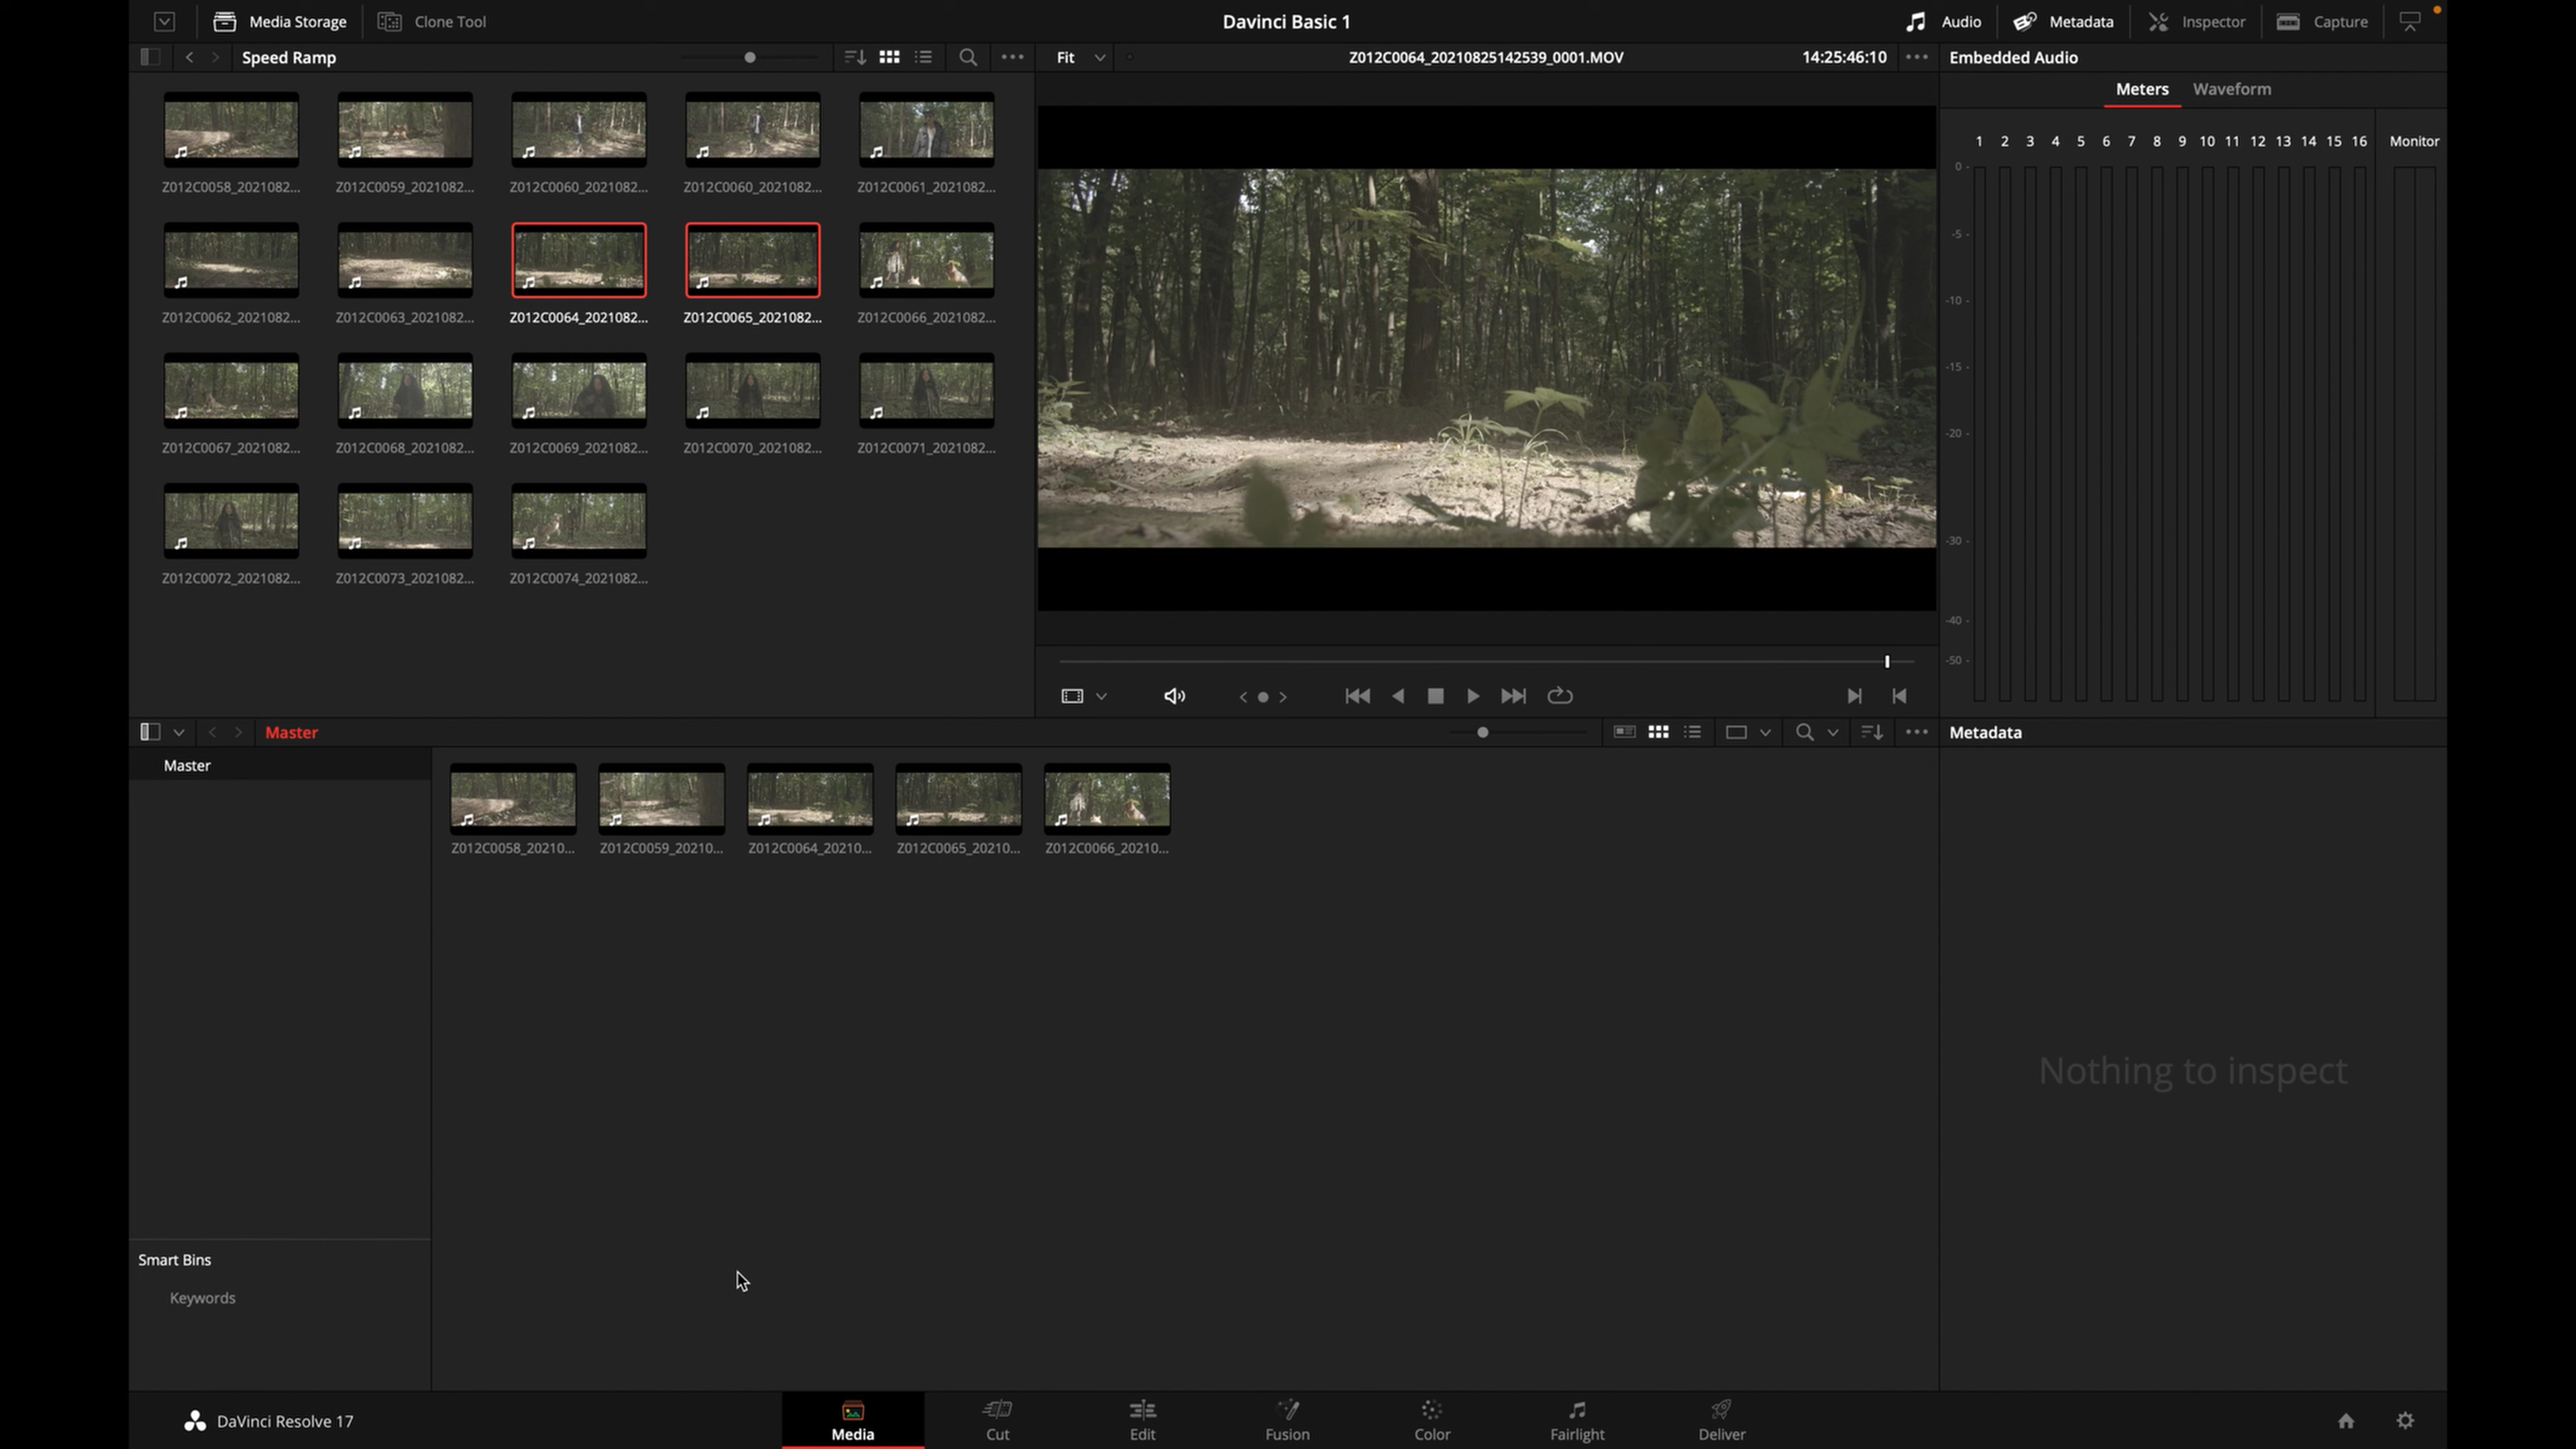 Media Storage
Clone Tool
Davinci Basic 1
Audio
Metadata
Inspector
Capture
Speed Ramp
Fit
Z012C0064_20210825142539_0001.MOV
14:25:46:10
Embedded Audio
Meters
Waveform
1 2 3 4 5 6 7 8 9 10 11 12 13 14 15 16 Monitor
0
-5
-10
-15
-20
-30
-40
-50
Z012C0058_2021082...
Z012C0059_2021082...
Z012C0060_2021082...
Z012C0060_2021082...
Z012C0061_2021082...
Z012C0062_2021082...
Z012C0063_2021082...
Z012C0064_2021082...
Z012C0065_2021082...
Z012C0066_2021082...
Z012C0067_2021082...
Z012C0068_2021082...
Z012C0069_2021082...
Z012C0070_2021082...
Z012C0071_2021082...
Z012C0072_2021082...
Z012C0073_2021082...
Z012C0074_2021082...
Master
Metadata
Master
Z012C0058_20210...
Z012C0059_20210...
Z012C0064_20210...
Z012C0065_20210...
Z012C0066_20210...
Nothing to inspect
Smart Bins
Keywords
DaVinci Resolve 17
Media
Cut
Edit
Fusion
Color
Fairlight
Deliver